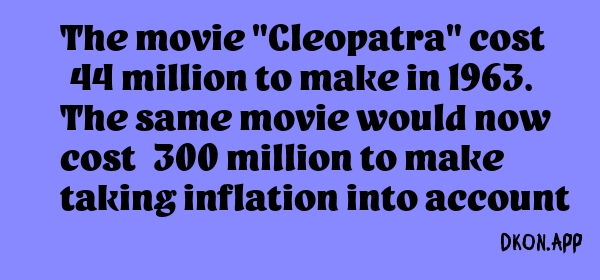 The movie "Cleopatra" cost
44 million to make in 1963.
The same movie would now
cost 300 million to make
taking inflation into account
DKON.APP